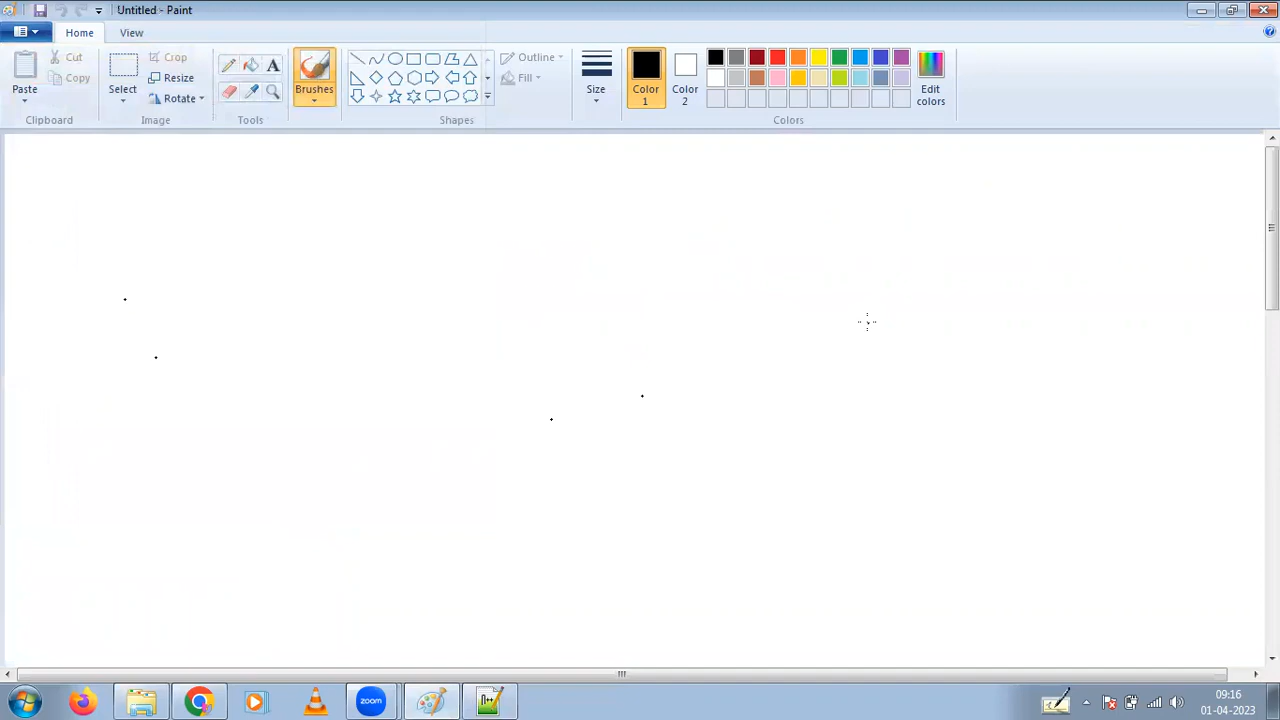 Untitled - Paint
Home View
Paste
Cut
Copy
Clipboard
Select
Crop
Resize
Rotate
Image
A
Tools
Brushes
Outline
Fill
Shapes
Size
Color 1
Color 2
Edit colors
Colors
zoom
09:16
01-04-2023